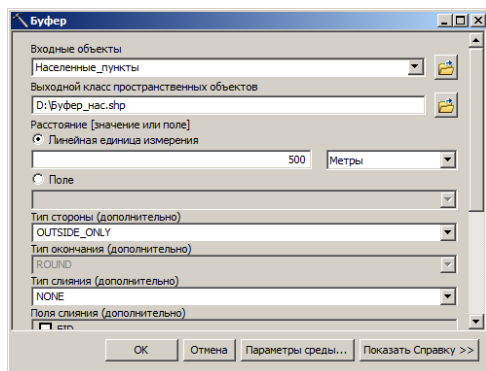 Буфер
Входные объекты
Населенные_пункты
Выходной класс пространственных объектов
D:\Буфер_нас.shp
Расстояние [значение или поле]
Линейная единица измерения
500 Метры
Поле
Тип стороны (дополнительно)
OUTSIDE_ONLY
Тип окончания (дополнительно)
ROUND
Тип слияния (дополнительно)
NONE
Поля слияния (дополнительно)
FID
OK Отмена Параметры среды... Показать Справку >>